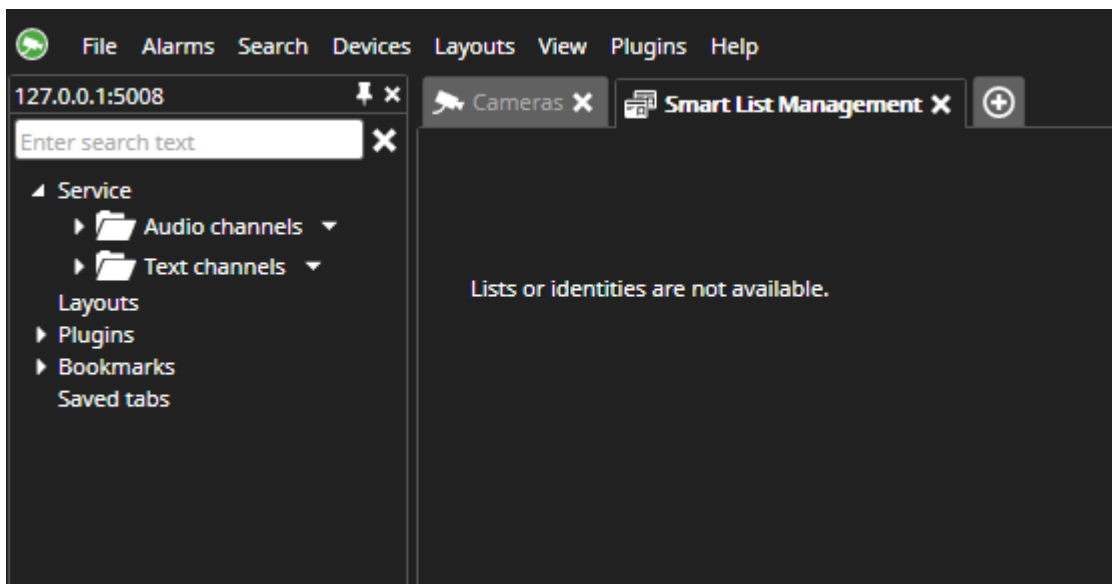 File Alarms Search Devices Layouts View Plugins Help
127.0.0.1:5008
Cameras Smart List Management
Enter search text
Service
Audio channels
Text channels
Layouts
Plugins
Bookmarks
Saved tabs
Lists or identities are not available.